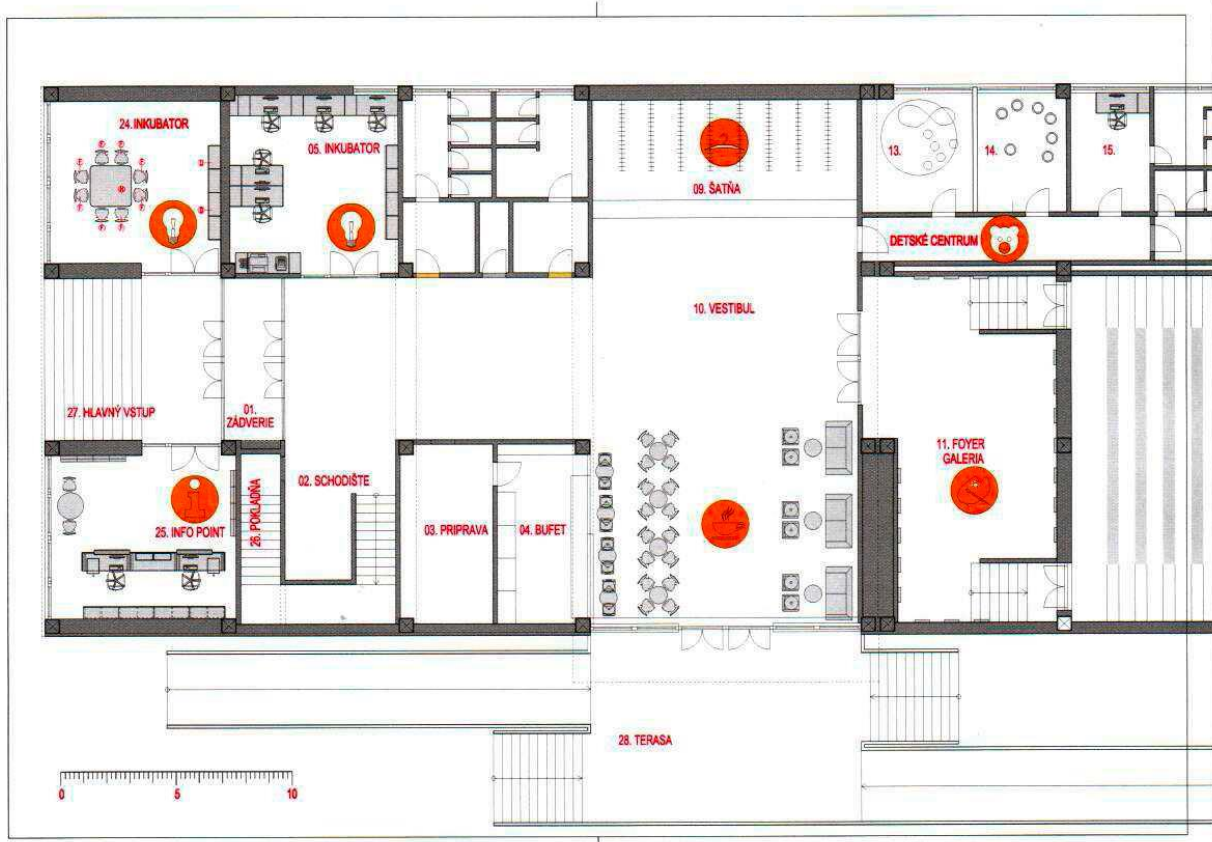 24. INKUBATOR
05. INKUBATOR
09. ŠATŇA
13.
14.
15.
DETSKÉ CENTRUM
10. VESTIBUL
27. HLAVNÝ VSTUP
01.
ZÁDVERIE
02. SCHODIŠTE
11. FOYER
GALERIA
25. INFO POINT
26. POKLADŇA
03. PRIPRAVA
04. BUFET
28. TERASA
0
5
10